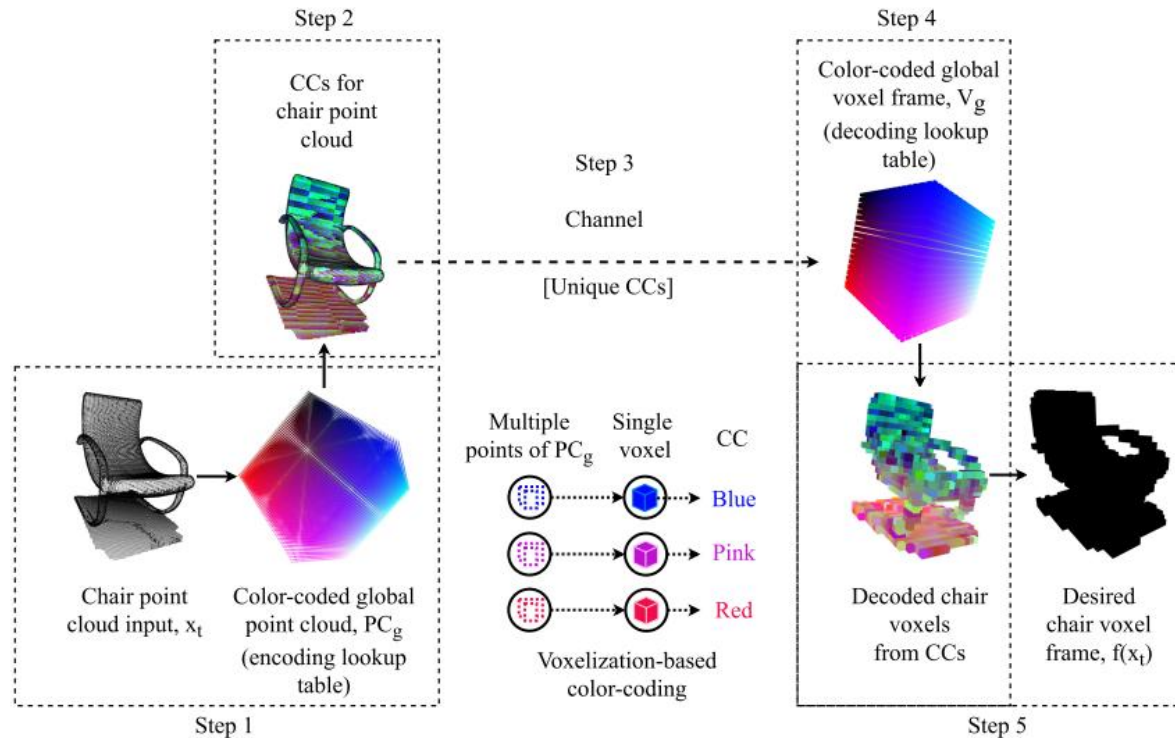 Step 2
CCs for
chair point
cloud
Step 3
Channel
[Unique CCs]
Step 4
Color-coded global
voxel frame, Vg
(decoding lookup
table)
Chair point
cloud input, xt
Color-coded global
point cloud, PCg
(encoding lookup
table)
Step 1
Multiple
points of PCg
Single
voxel
CC
Blue
Pink
Red
Voxelization-based
color-coding
Decoded chair
voxels
from CCs
Desired
chair voxel
frame, f(xt)
Step 5